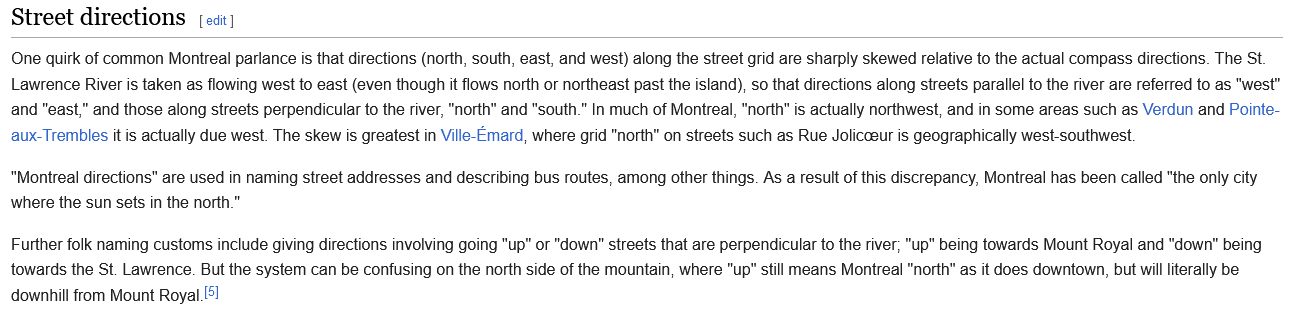 Street directions [ edit ]
One quirk of common Montreal parlance is that directions (north, south, east, and west) along the street grid are sharply skewed relative to the actual compass directions. The St.
Lawrence River is taken as flowing west to east (even though it flows north or northeast past the island), so that directions along streets parallel to the river are referred to as "west"
and "east," and those along streets perpendicular to the river, "north" and "south." In much of Montreal, "north" is actually northwest, and in some areas such as Verdun and Pointe-
aux-Trembles it is actually due west. The skew is greatest in Ville-Émard, where grid "north" on streets such as Rue Jolicœur is geographically west-southwest.
"Montreal directions" are used in naming street addresses and describing bus routes, among other things. As a result of this discrepancy, Montreal has been called "the only city
where the sun sets in the north."
Further folk naming customs include giving directions involving going "up" or "down" streets that are perpendicular to the river; "up" being towards Mount Royal and "down" being
towards the St. Lawrence. But the system can be confusing on the north side of the mountain, where "up" still means Montreal "north" as it does downtown, but will literally be
downhill from Mount Royal.[5]